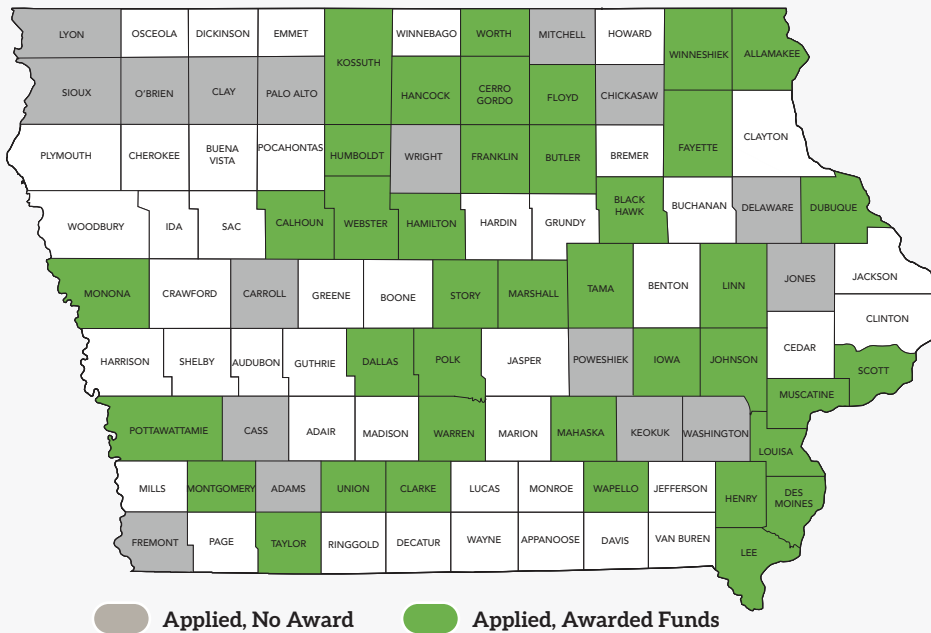 LYON
OSCEOLA
DICKINSON
EMMET
WINNEBAGO
WORTH
MITCHELL
HOWARD
WINNESHIEK
ALLAMAKEE
KOSSUTH
SIOUX
O'BRIEN
CLAY
PALO ALTO
HANCOCK
CERRO
GORDO
FLOYD
CHICKASAW
PLYMOUTH
CHEROKEE
BUENA
VISTA
POCAHONTAS
HUMBOLDT
WRIGHT
FRANKLIN
BUTLER
BREMER
FAYETTE
CLAYTON
WOODBURY
IDA
SAC
CALHOUN
WEBSTER
HAMILTON
HARDIN
GRUNDY
BLACK
HAWK
BUCHANAN
DELAWARE
DUBUQUE
MONONA
CRAWFORD
CARROLL
GREENE
BOONE
STORY
MARSHALL
TAMA
BENTON
LINN
JONES
JACKSON
CLINTON
HARRISON
SHELBY
AUDUBON
GUTHRIE
DALLAS
POLK
JASPER
POWESHIEK
IOWA
JOHNSON
CEDAR
SCOTT
MUSCATINE
POTTAWATTAMIE
CASS
ADAIR
MADISON
WARREN
MARION
MAHASKA
KEOKUK
WASHINGTON
LOUISA
MILLS
MONTGOMERY
ADAMS
UNION
CLARKE
LUCAS
MONROE
WAPELLO
JEFFERSON
HENRY
DES
MOINES
FREMONT
PAGE
TAYLOR
RINGGOLD
DECATUR
WAYNE
APPANOOSE
DAVIS
VAN BUREN
LEE
Applied, No Award
Applied, Awarded Funds